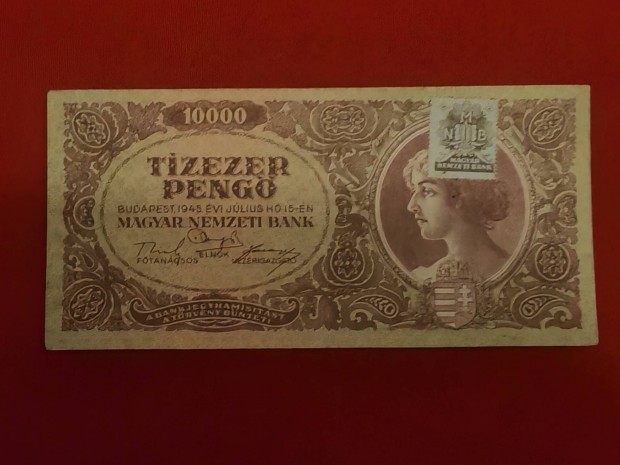 10000
TÍZEZER
PENGŐ
BUDAPEST 1945 ÉVI JÚLIUS HÓ 15-ÉN
MAGYAR NEMZETI BANK
FŐTANÁCSOS
ELNÖK
VEZÉRIGAZGATÓ
A BANKJEGYHAMISÍTÁST
A TÖRVÉNY BÜNTETI
M
N B
MAGYAR
NEMZETI BANK